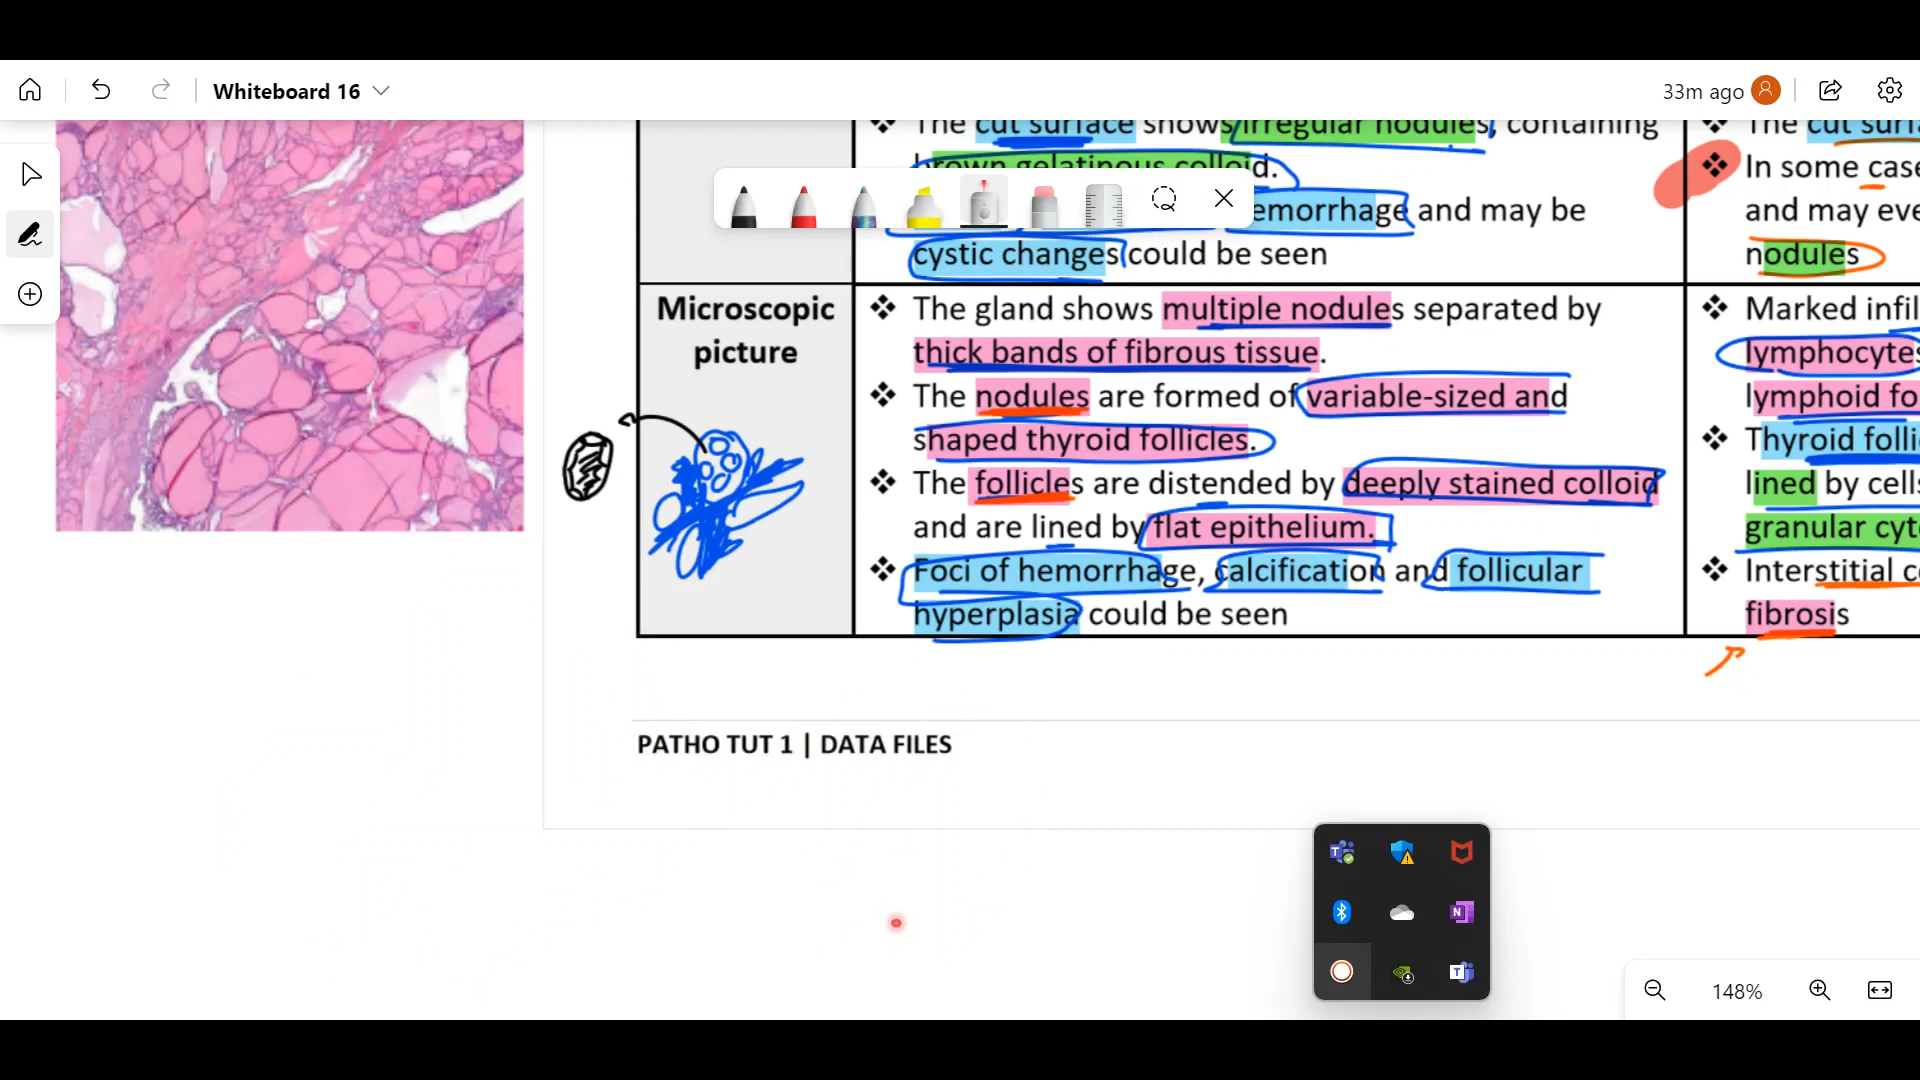 Whiteboard 16
33m ago
The cut surface shows irregular nodules, containing
brown gelatinous colloid.
emorrhage and may be
cystic changes could be seen
The cut surfa
In some case
and may eve
nodules
Microscopic
picture
❖ The gland shows multiple nodules separated by
thick bands of fibrous tissue.
❖ The nodules are formed of variable-sized and
shaped thyroid follicles.
❖ The follicles are distended by deeply stained colloid
and are lined by flat epithelium.
❖ Foci of hemorrhage, calcification and follicular
hyperplasia could be seen
❖ Marked infil
lymphocytes
lymphoid fo
❖ Thyroid folli
lined by cells
granular cyto
❖ Interstitial c
fibrosis
PATHO TUT 1 | DATA FILES
148%